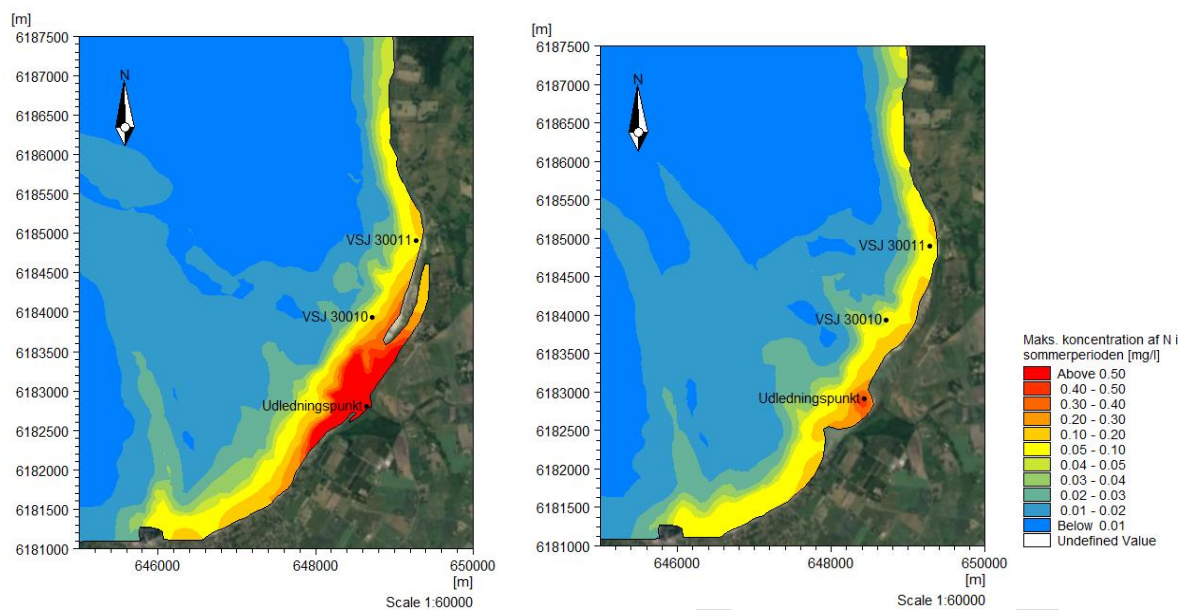 [m]
6187500
6187000
6186500
6186000
6185500
6185000
6184500
6184000
6183500
6183000
6182500
6182000
6181500
6181000
N
VSJ 30011
VSJ 30010
Udledningspunkt
646000 648000 650000
[m]
Scale 1:60000
[m]
6187500
6187000
6186500
6186000
6185500
6185000
6184500
6184000
6183500
6183000
6182500
6182000
6181500
6181000
N
VSJ 30011
VSJ 30010
Udledningspunkt
646000 648000 650000
[m]
Scale 1:60000
Maks. koncentration af N i
sommerperioden [mg/l]
Above 0.50
0.40 - 0.50
0.30 - 0.40
0.20 - 0.30
0.10 - 0.20
0.05 - 0.10
0.04 - 0.05
0.03 - 0.04
0.02 - 0.03
0.01 - 0.02
Below 0.01
Undefined Value